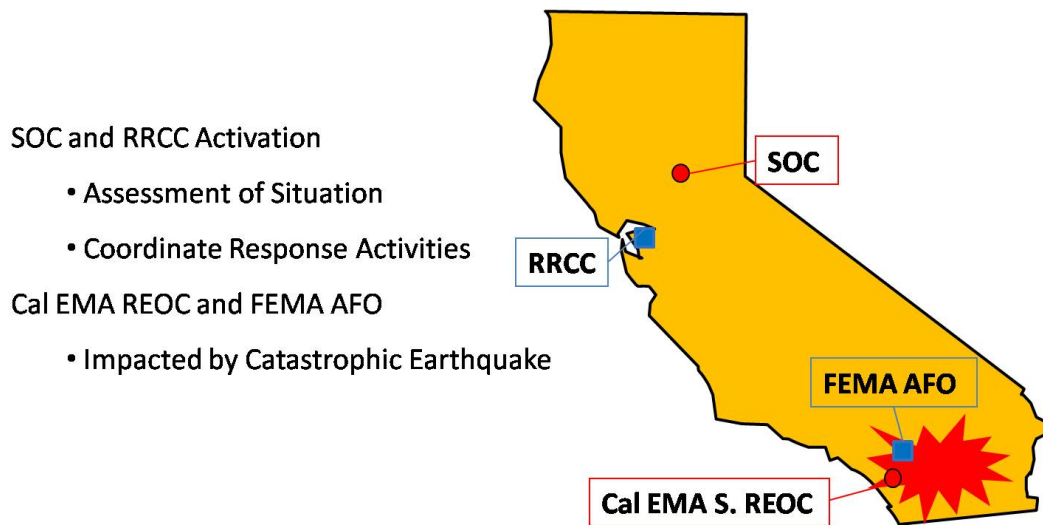 SOC and RRCC Activation
• Assessment of Situation
• Coordinate Response Activities
Cal EMA REOC and FEMA AFO
• Impacted by Catastrophic Earthquake
SOC
RRCC
FEMA AFO
Cal EMA S. REOC